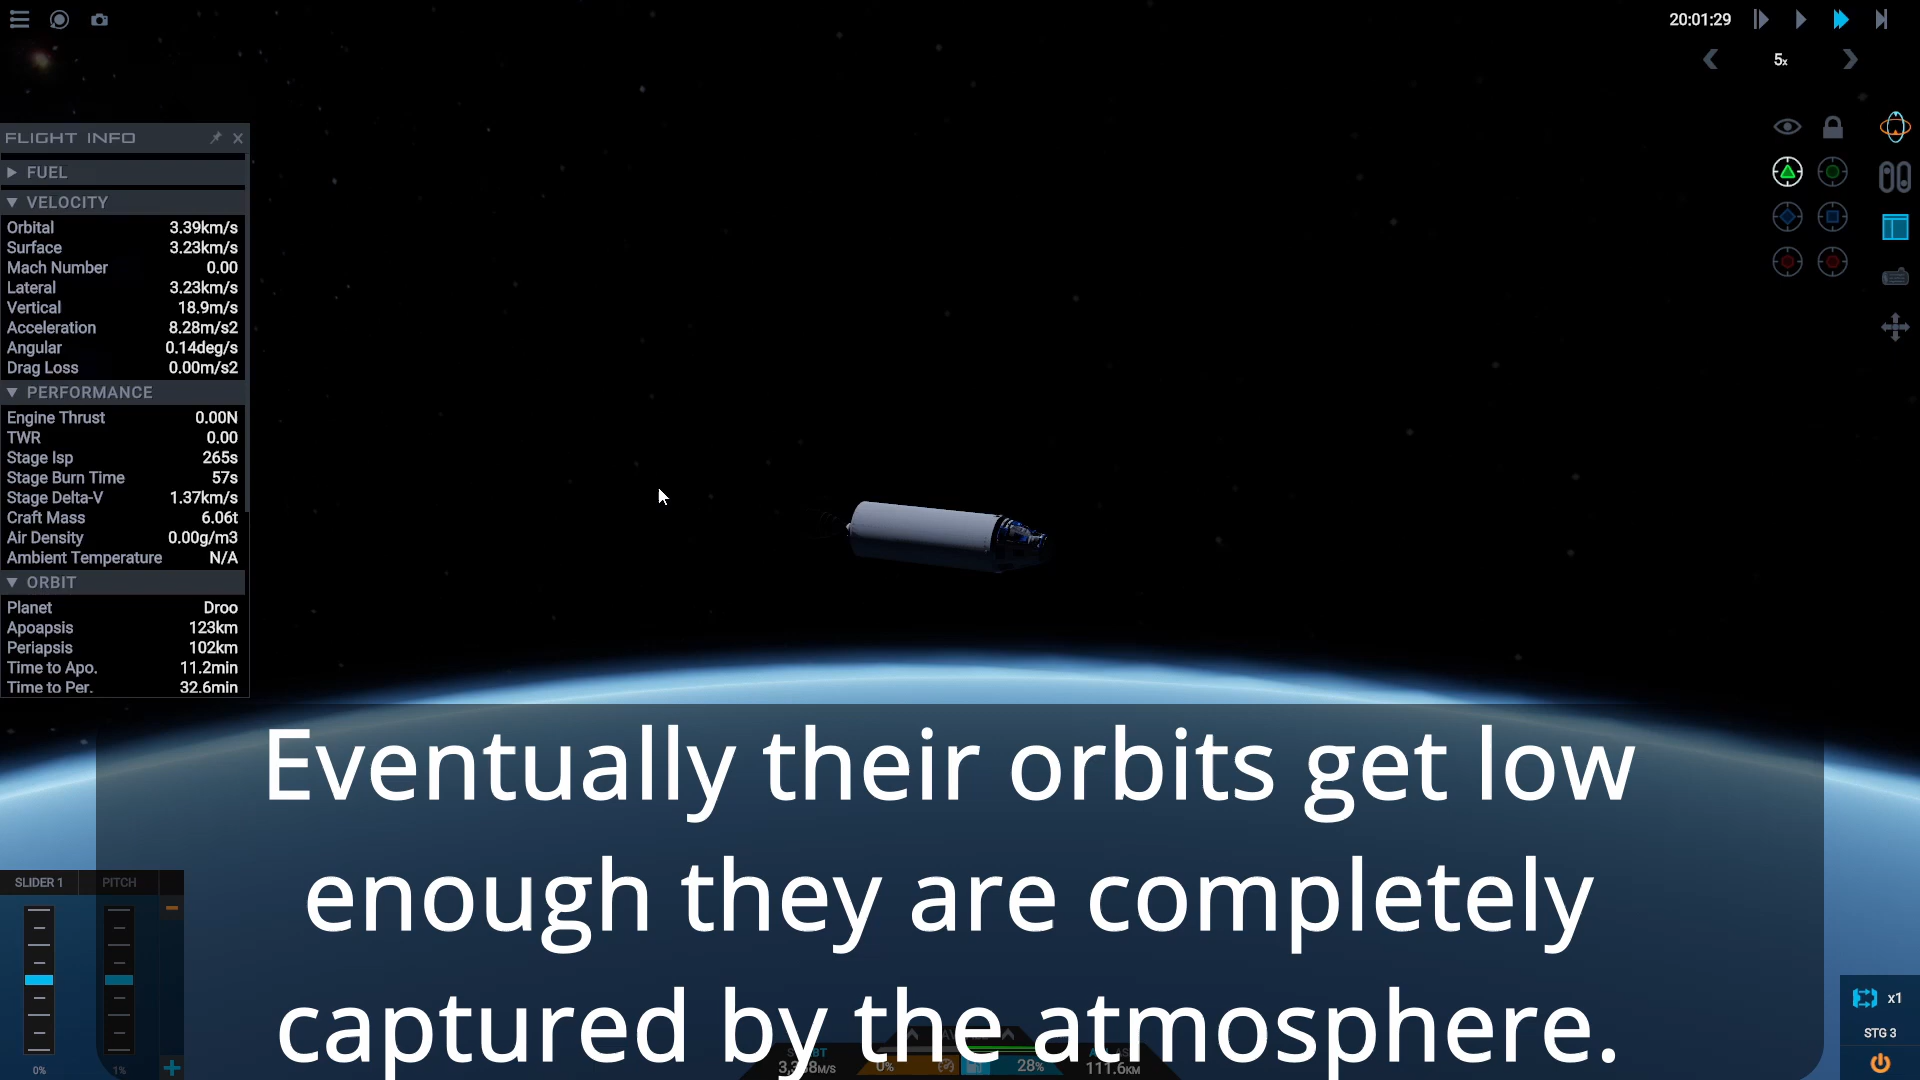 20:01:29
5x
FLIGHT INFO
FUEL
VELOCITY
Orbital 3.39km/s
Surface 3.23km/s
Mach Number 0.00
Lateral 3.23km/s
Vertical 18.9m/s
Acceleration 8.28m/s2
Angular 0.14deg/s
Drag Loss 0.00m/s2
PERFORMANCE
Engine Thrust 0.00N
TWR 0.00
Stage Isp 265s
Stage Burn Time 57s
Stage Delta-V 1.37km/s
Craft Mass 6.06t
Air Density 0.00g/m3
Ambient Temperature N/A
ORBIT
Planet Droo
Apoapsis 123km
Periapsis 102km
Time to Apo. 11.2min
Time to Per. 32.6min
Eventually their orbits get low
enough they are completely
captured by the atmosphere.
SLIDER 1 PITCH
0% 1%
0% 28% 111.6KM
x1
STG 3